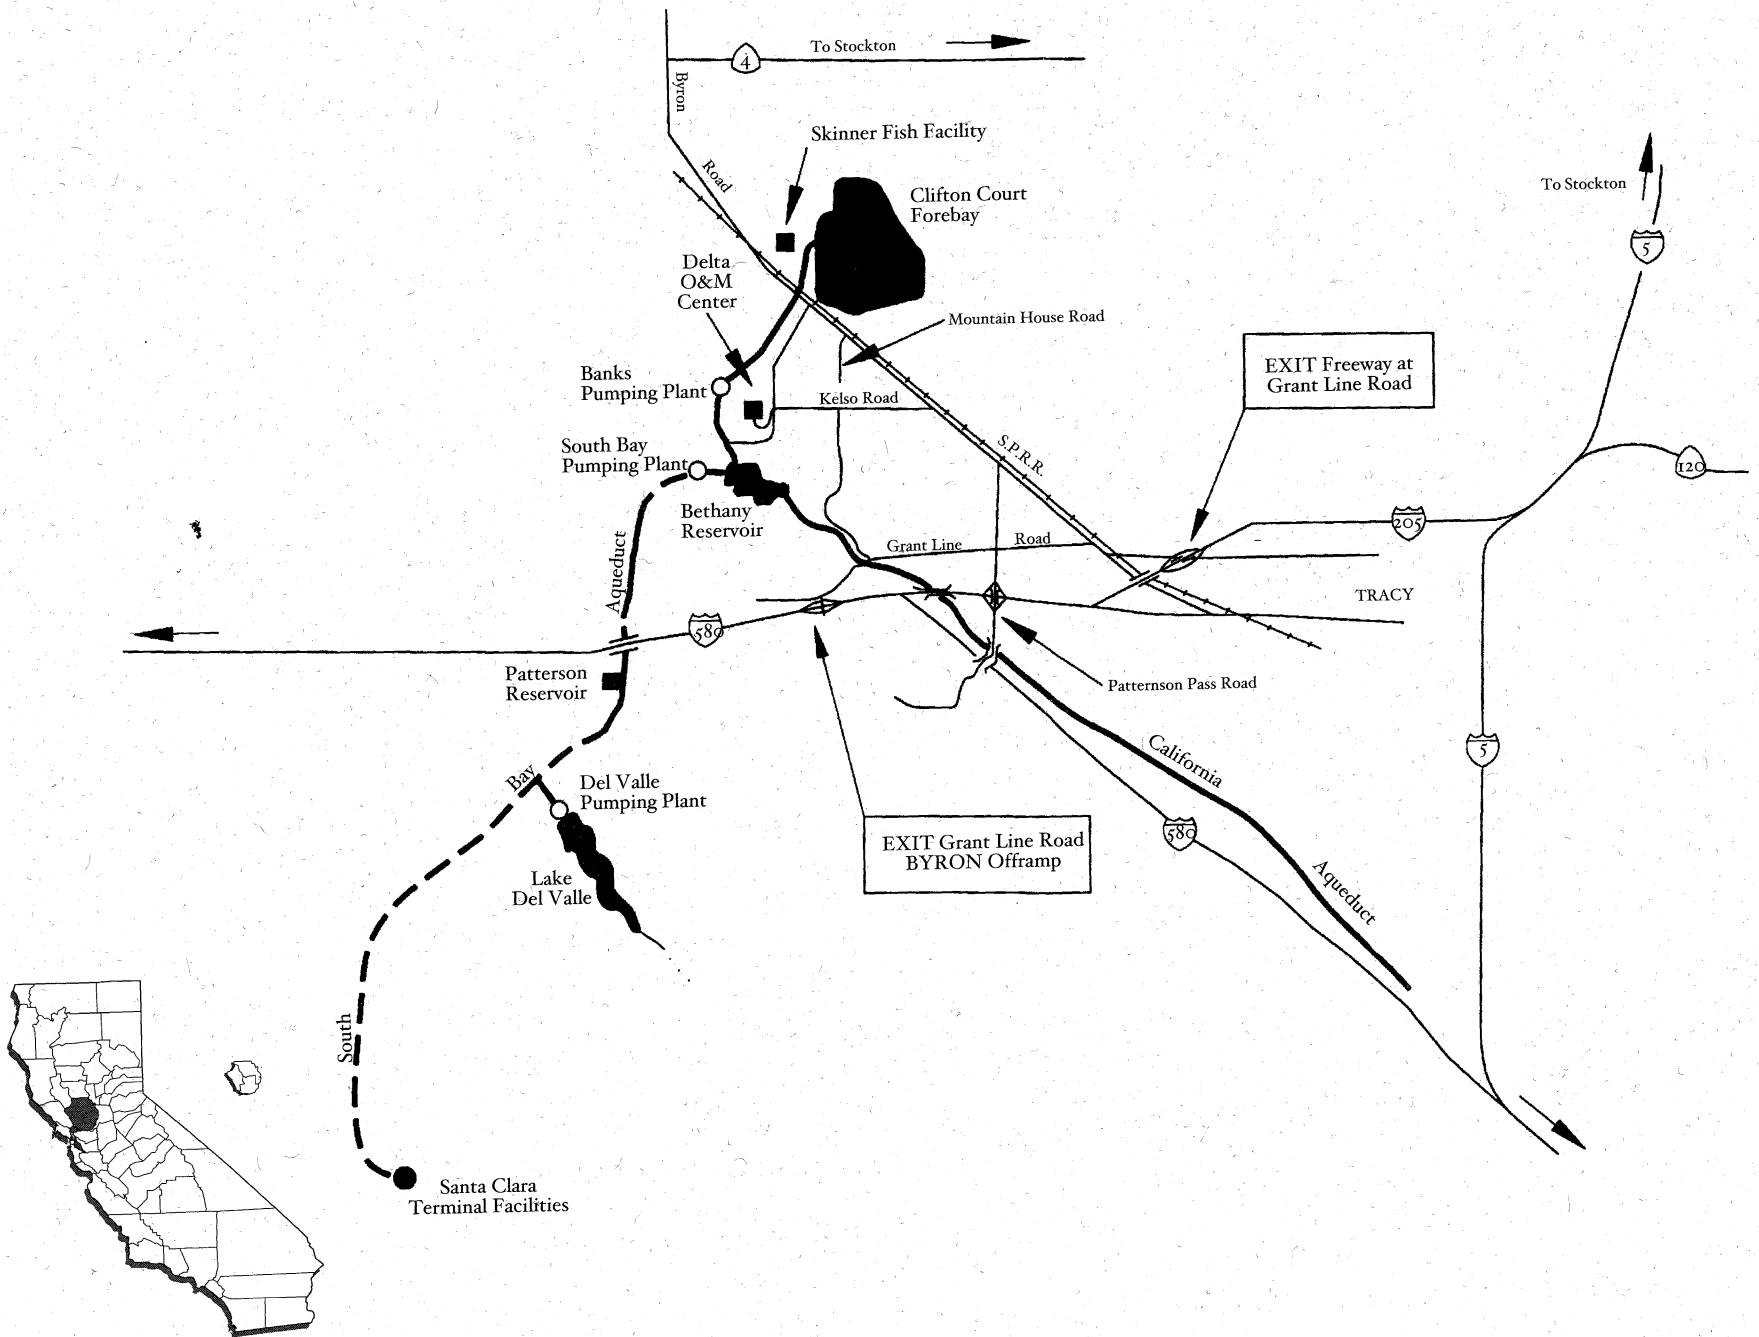 To Stockton
4
Byron
Skinner Fish Facility
Road
To Stockton
Clifton Court
Forebay
5
Delta
O&M
Center
Mountain House Road
EXIT Freeway at
Grant Line Road
Banks
Pumping Plant
Kelso Road
S.P.R.R.
South Bay
Pumping Plant
120
Bethany
Reservoir
205
Grant Line Road
Aqueduct
TRACY
580
Patterson
Reservoir
Patternson Pass Road
California
5
Bay
Del Valle
Pumping Plant
580
EXIT Grant Line Road
BYRON Offramp
Lake
Del Valle
Aqueduct
South
Santa Clara
Terminal Facilities